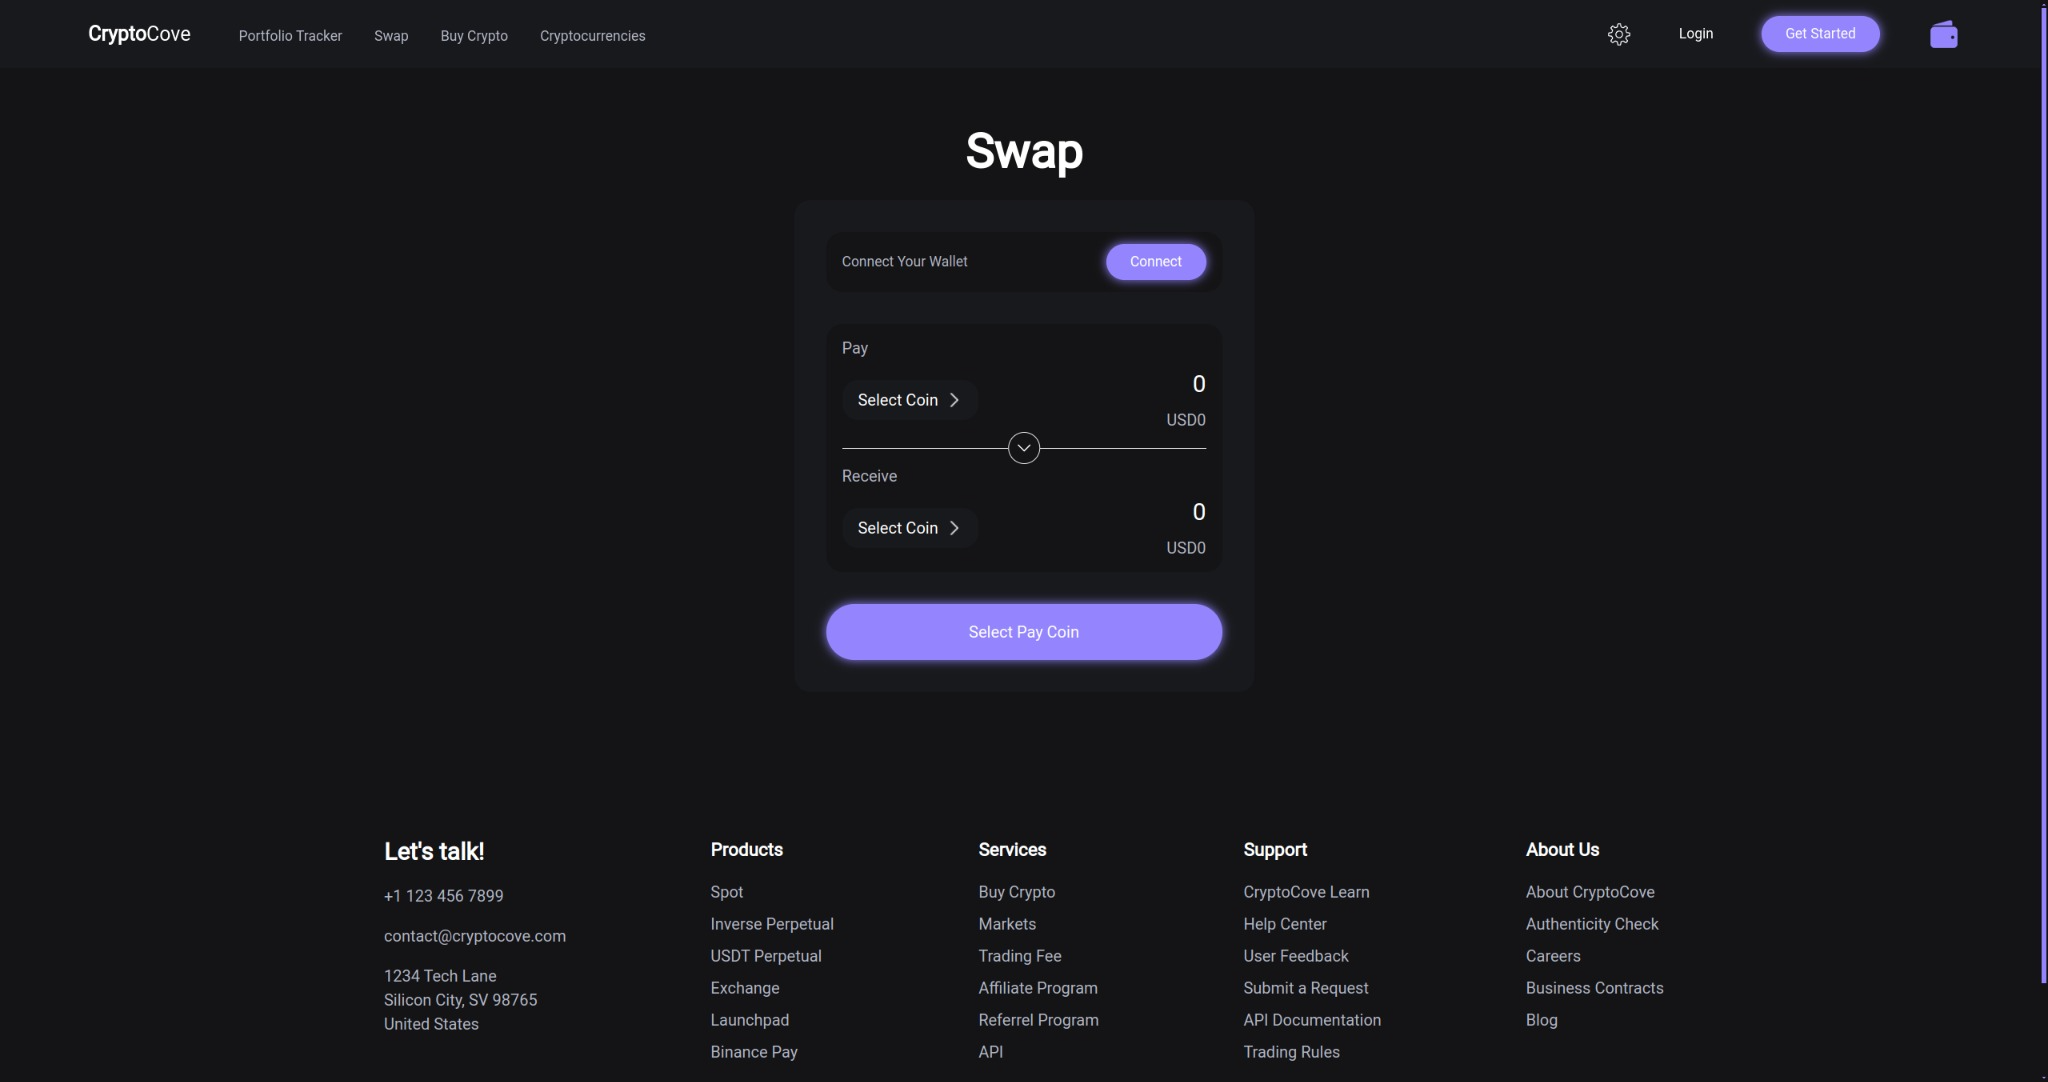 CryptoCove
Portfolio Tracker
Swap
Buy Crypto
Cryptocurrencies
Login
Get Started
Swap
Connect Your Wallet
Connect
Pay
Select Coin
0
USD0
Receive
Select Coin
0
USD0
Select Pay Coin
Let's talk!
+1 123 456 7899
contact@cryptocove.com
1234 Tech Lane
Silicon City, SV 98765
United States
Products
Spot
Inverse Perpetual
USDT Perpetual
Exchange
Launchpad
Binance Pay
Services
Buy Crypto
Markets
Trading Fee
Affiliate Program
Referrel Program
API
Support
CryptoCove Learn
Help Center
User Feedback
Submit a Request
API Documentation
Trading Rules
About Us
About CryptoCove
Authenticity Check
Careers
Business Contracts
Blog